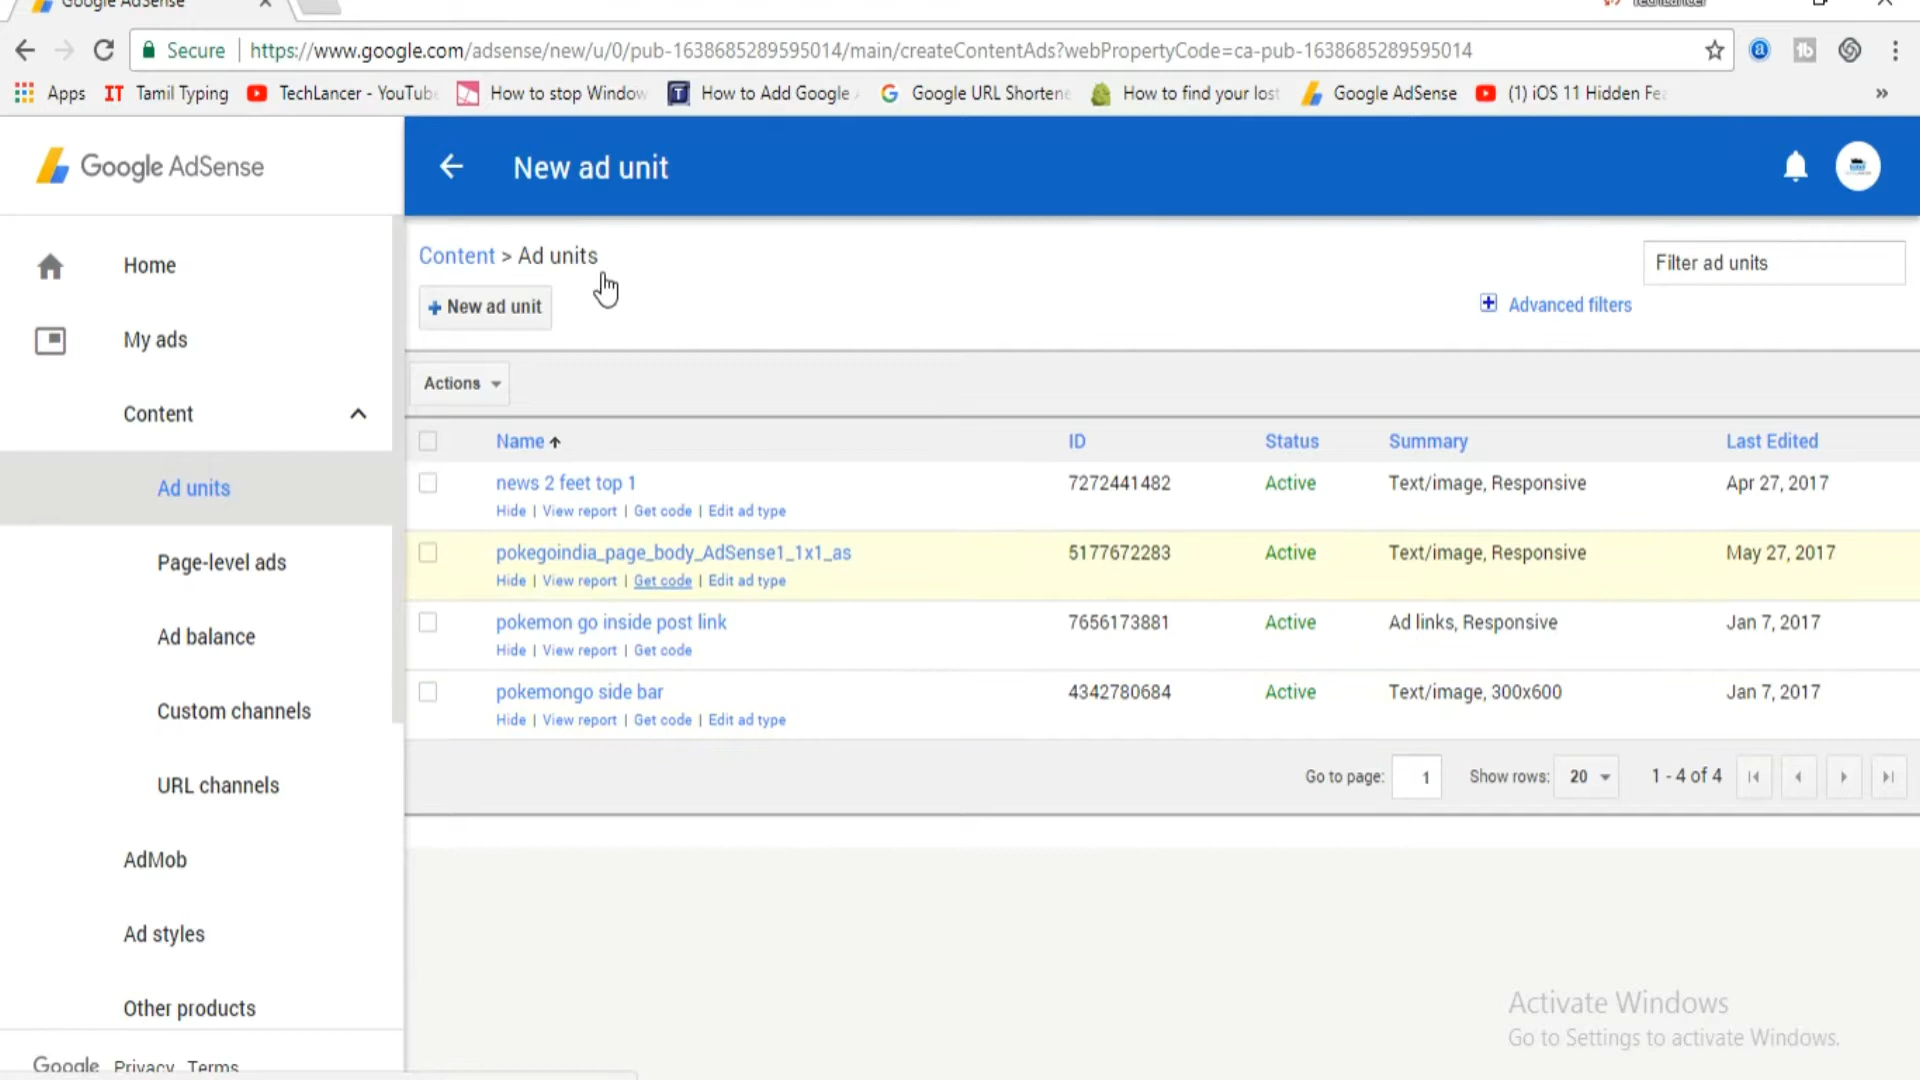 Google AdSense
TechLancer
Secure https://www.google.com/adsense/new/u/0/pub-1638685289595014/main/createContentAds?webPropertyCode=ca-pub-1638685289595014
Apps Tamil Typing TechLancer - YouTub How to stop Window How to Add Google Google URL Shortene How to find your lost Google AdSense (1) iOS 11 Hidden Fea »
Google AdSense
New ad unit
Home
My ads
Content
Ad units
Page-level ads
Ad balance
Custom channels
URL channels
AdMob
Ad styles
Other products
Google Privacy Terms
Content > Ad units
Filter ad units
+ New ad unit
Advanced filters
Actions
Name ID Status Summary Last Edited
news 2 feet top 1 7272441482 Active Text/image, Responsive Apr 27, 2017
Hide | View report | Get code | Edit ad type
pokegoindia_page_body_AdSense1_1x1_as 5177672283 Active Text/image, Responsive May 27, 2017
Hide | View report | Get code | Edit ad type
pokemon go inside post link 7656173881 Active Ad links, Responsive Jan 7, 2017
Hide | View report | Get code
pokemongo side bar 4342780684 Active Text/image, 300x600 Jan 7, 2017
Hide | View report | Get code | Edit ad type
Go to page: 1 Show rows: 20 1 - 4 of 4
Activate Windows
Go to Settings to activate Windows.